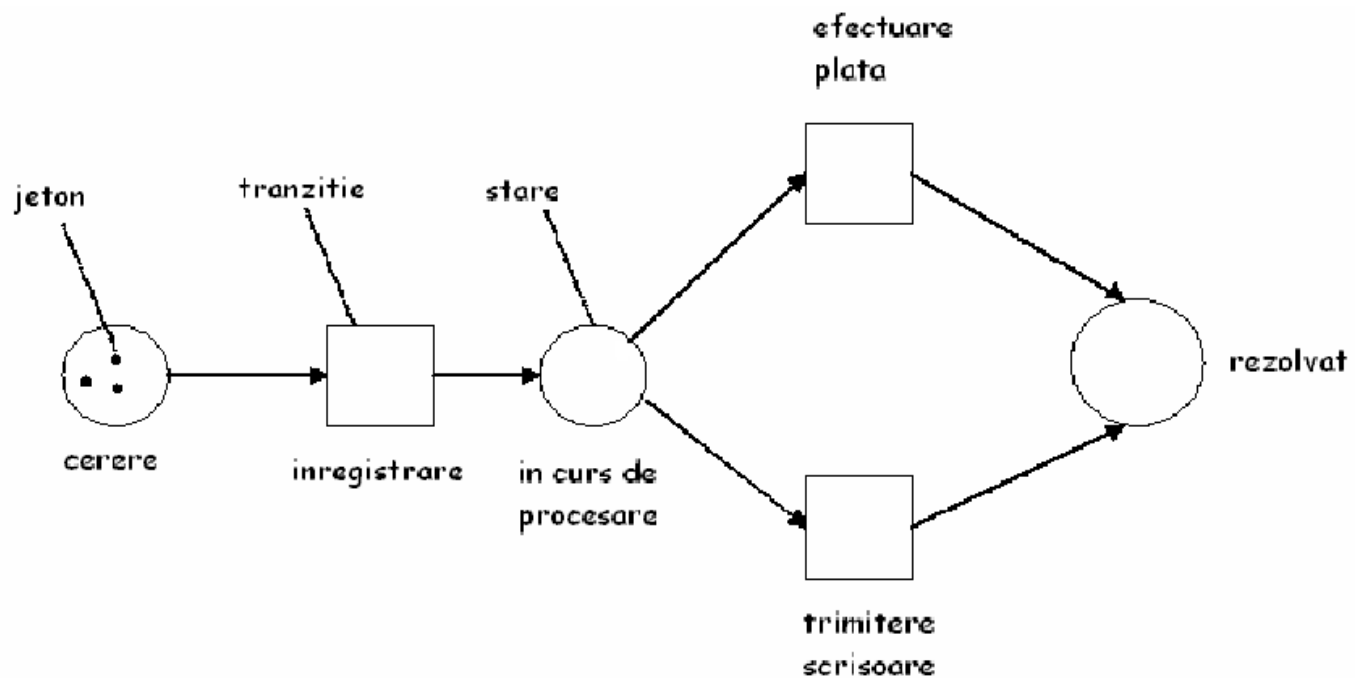 efectuare
plata
jeton
tranzitie
stare
cerere
inregistrare
in curs de
procesare
rezolvat
trimitere
scrisoare